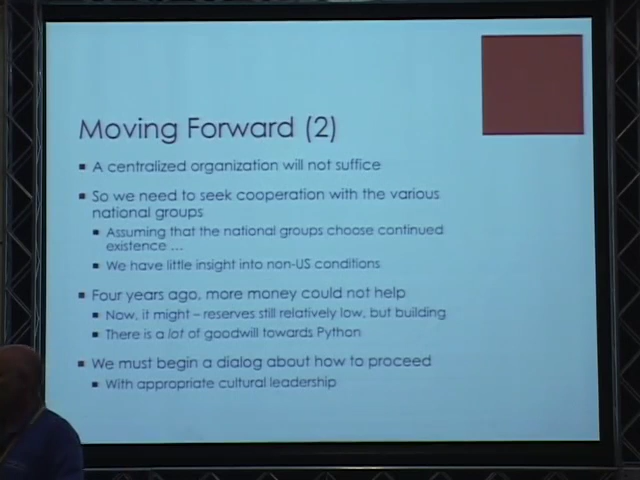 Moving Forward (2)
A centralized organization will not suffice
So we need to seek cooperation with the various
national groups
Assuming that the national groups choose continued
existence ...
We have little insight into non-US conditions
Four years ago, more money could not help
Now, it might – reserves still relatively low, but building
There is a lot of goodwill towards Python
We must begin a dialog about how to proceed
With appropriate cultural leadership